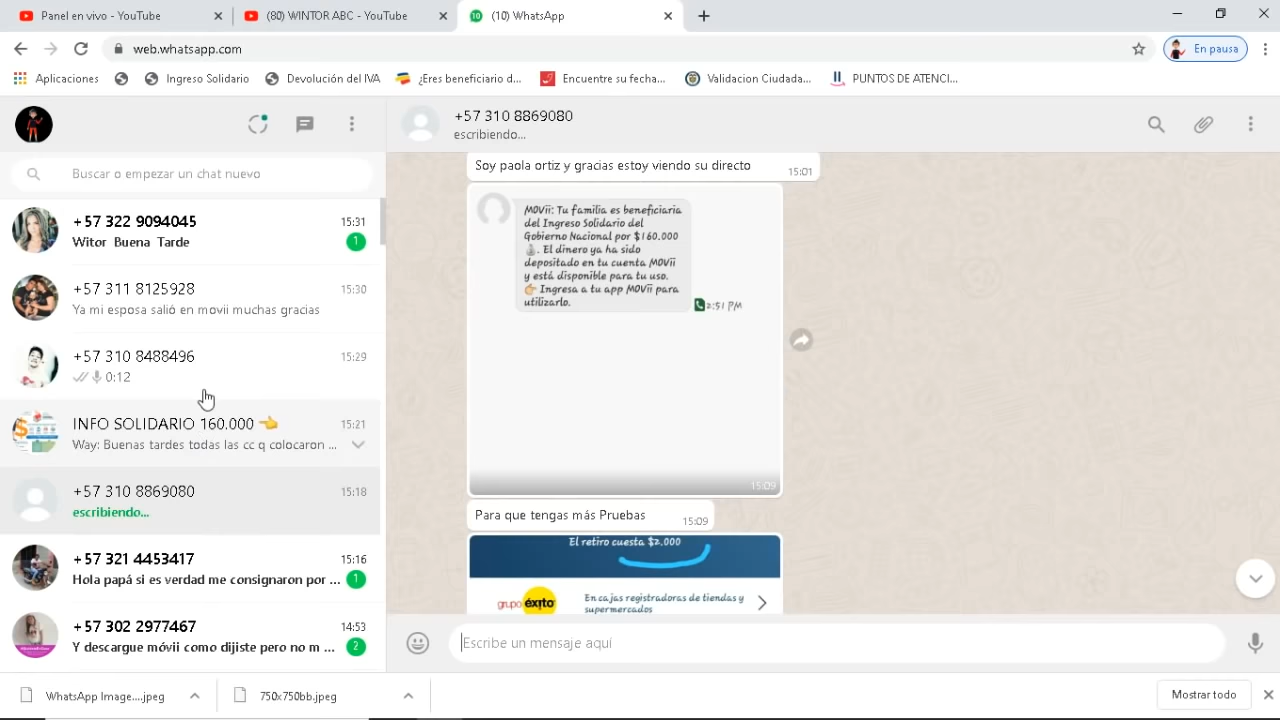 Panel en vivo - YouTube
(80) WINTOR ABC - YouTube
10
(10) WhatsApp
web.whatsapp.com
En pausa
Aplicaciones
Ingreso Solidario
Devolución del IVA
¿Eres beneficiario d...
Encuentre su fecha...
Validacion Ciudada...
PUNTOS DE ATENCI...
Buscar o empezar un chat nuevo
+57 322 9094045
15:31
Witor Buena Tarde
1
+57 311 8125928
15:30
Ya mi esposa salió en movii muchas gracias
+57 310 8488496
15:29
0:12
INFO SOLIDARIO 160.000 👈
15:21
Way: Buenas tardes todas las cc q colocaron ...
+57 310 8869080
15:18
escribiendo...
+57 321 4453417
15:16
Hola papá si es verdad me consignaron por ...
1
+57 302 2977467
14:53
Y descargue móvii como dijiste pero no m ...
2
+57 310 8869080
escribiendo...
Soy paola ortiz y gracias estoy viendo su directo
15:01
MOVii: Tu familia es beneficiaria
del Ingreso Solidario del
Gobierno Nacional por $160.000
💰. El dinero ya ha sido
depositado en tu cuenta MOVii
y está disponible para tu uso.
👉 Ingresa a tu app MOVii para
utilizarlo.
2:51 PM
15:09
Para que tengas más Pruebas
15:09
El retiro cuesta $2.000
grupo éxito
En cajas registradoras de tiendas y
supermercados
Escribe un mensaje aquí
WhatsApp Image....jpeg
750x750bb.jpeg
Mostrar todo